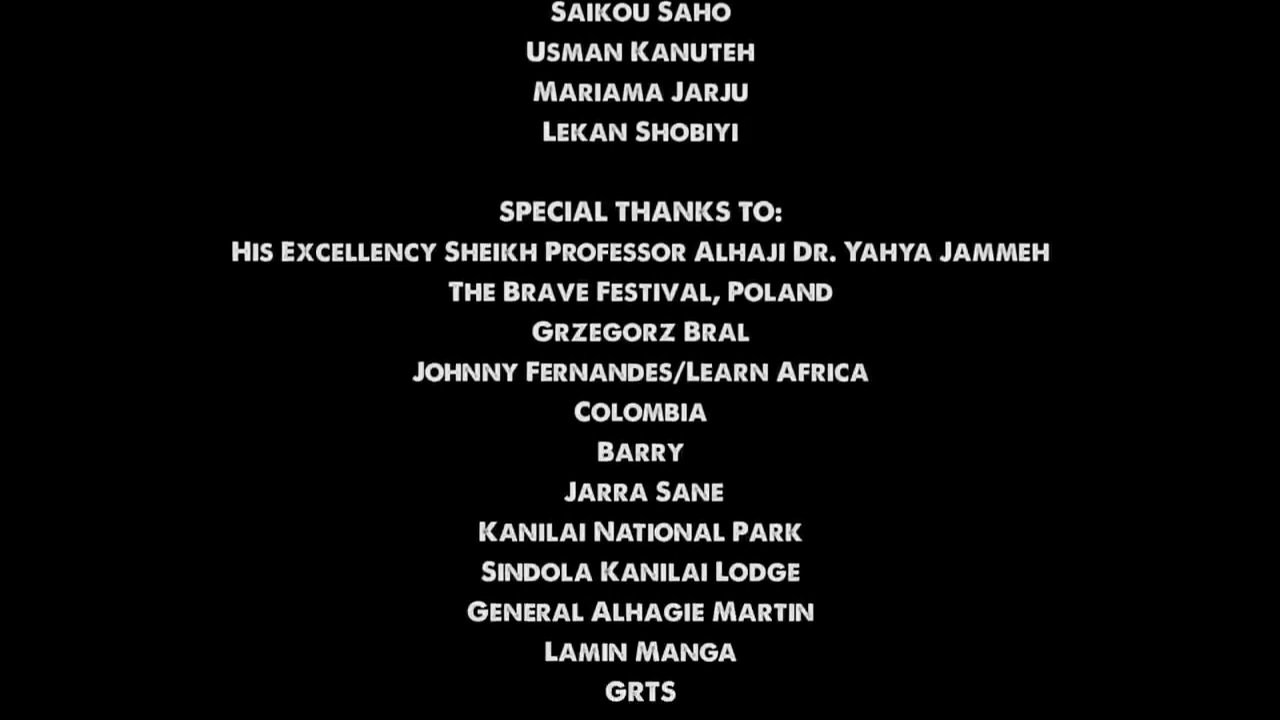 Saikou Saho
Usman Kanuteh
Mariama Jarju
Lekan Shobiyi
SPECIAL THANKS TO:
His Excellency Sheikh Professor Alhaji Dr. Yahya Jammeh
The Brave Festival, Poland
Grzegorz Bral
Johnny Fernandes/Learn Africa
Colombia
Barry
Jarra Sane
Kanilai National Park
Sindola Kanilai Lodge
General Alhagie Martin
Lamin Manga
GRTS